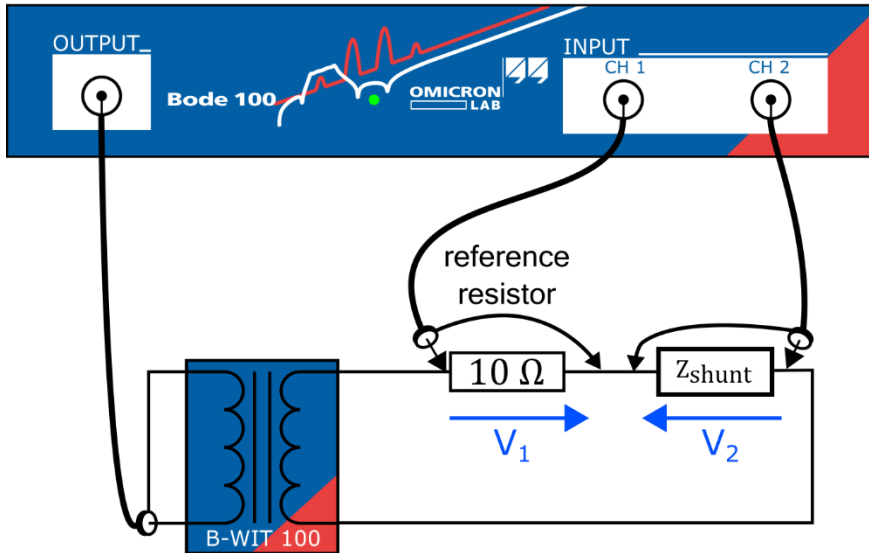 OUTPUT
INPUT
CH 1
CH 2
Bode 100
OMICRON
LAB
reference
resistor
10 Ω
Zshunt
V1
V2
B-WIT 100